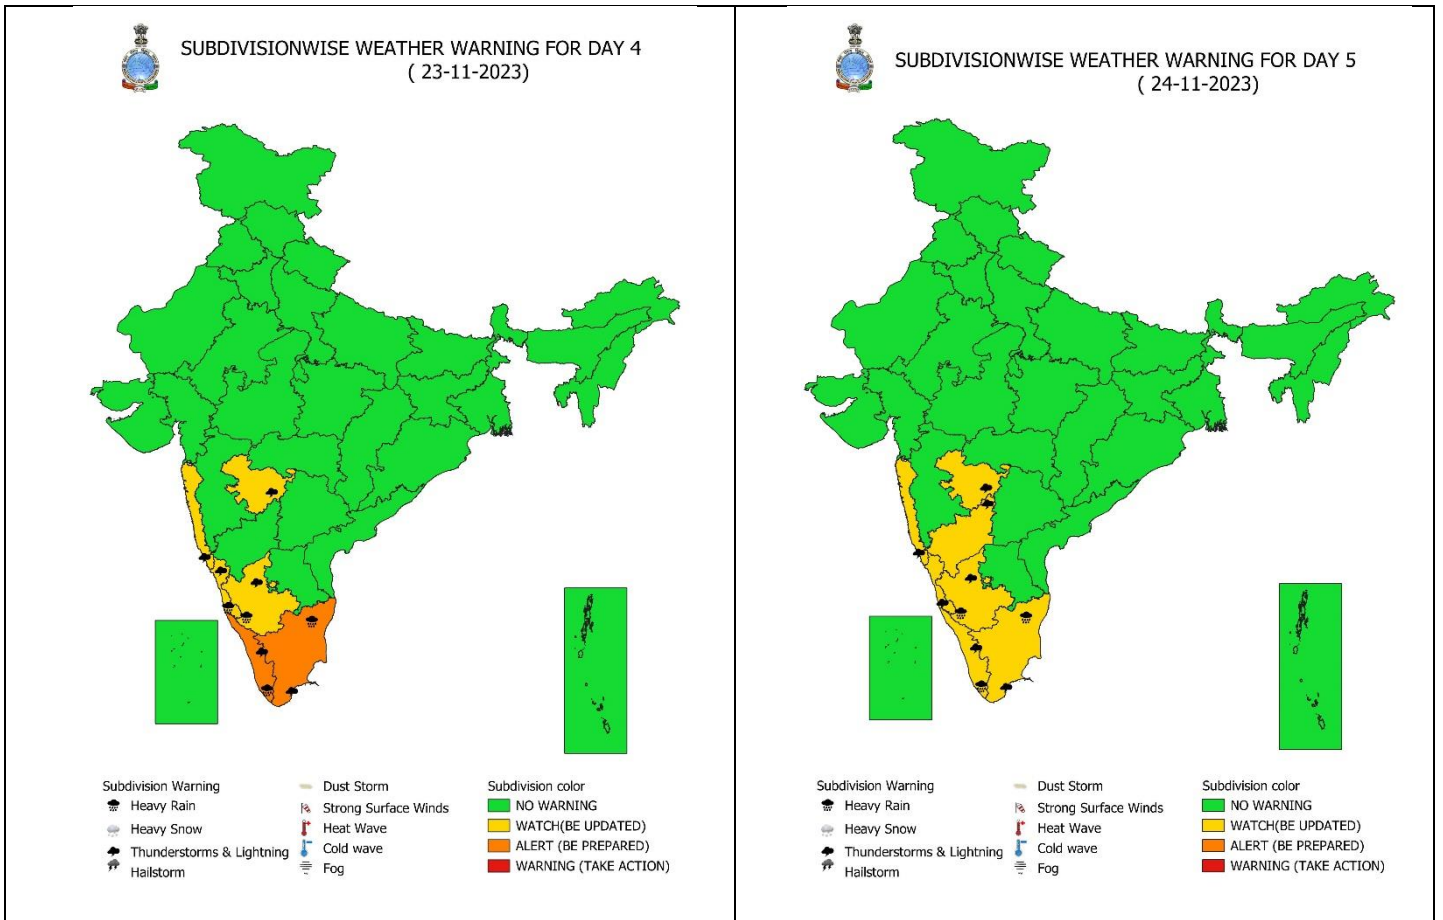 SUBDIVISIONWISE WEATHER WARNING FOR DAY 4
( 23-11-2023)
Subdivision Warning
Heavy Rain
Heavy Snow
Thunderstorms & Lightning
Hailstorm
Dust Storm
Strong Surface Winds
Heat Wave
Cold wave
Fog
Subdivision color
NO WARNING
WATCH(BE UPDATED)
ALERT (BE PREPARED)
WARNING (TAKE ACTION)
SUBDIVISIONWISE WEATHER WARNING FOR DAY 5
( 24-11-2023)
Subdivision Warning
Heavy Rain
Heavy Snow
Thunderstorms & Lightning
Hailstorm
Dust Storm
Strong Surface Winds
Heat Wave
Cold wave
Fog
Subdivision color
NO WARNING
WATCH(BE UPDATED)
ALERT (BE PREPARED)
WARNING (TAKE ACTION)